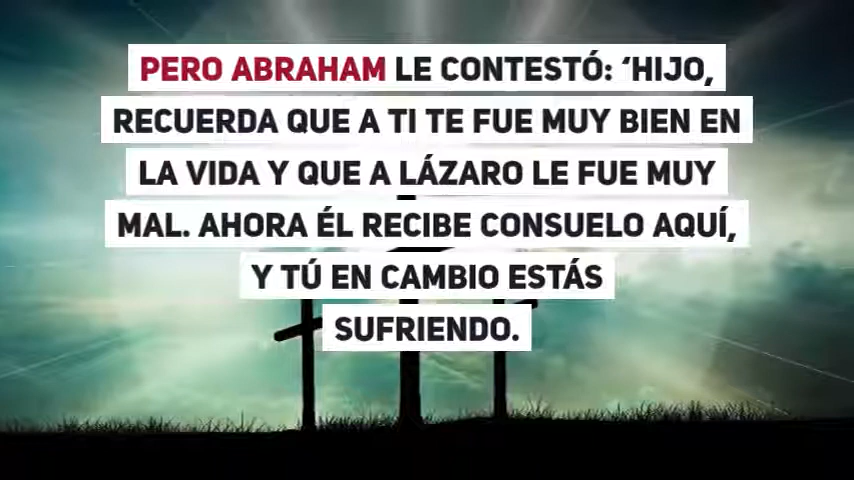 PERO ABRAHAM LE CONTESTÓ: ‘HIJO,
RECUERDA QUE A TI TE FUE MUY BIEN EN
LA VIDA Y QUE A LÁZARO LE FUE MUY
MAL. AHORA ÉL RECIBE CONSUELO AQUÍ,
Y TÚ EN CAMBIO ESTÁS
SUFRIENDO.